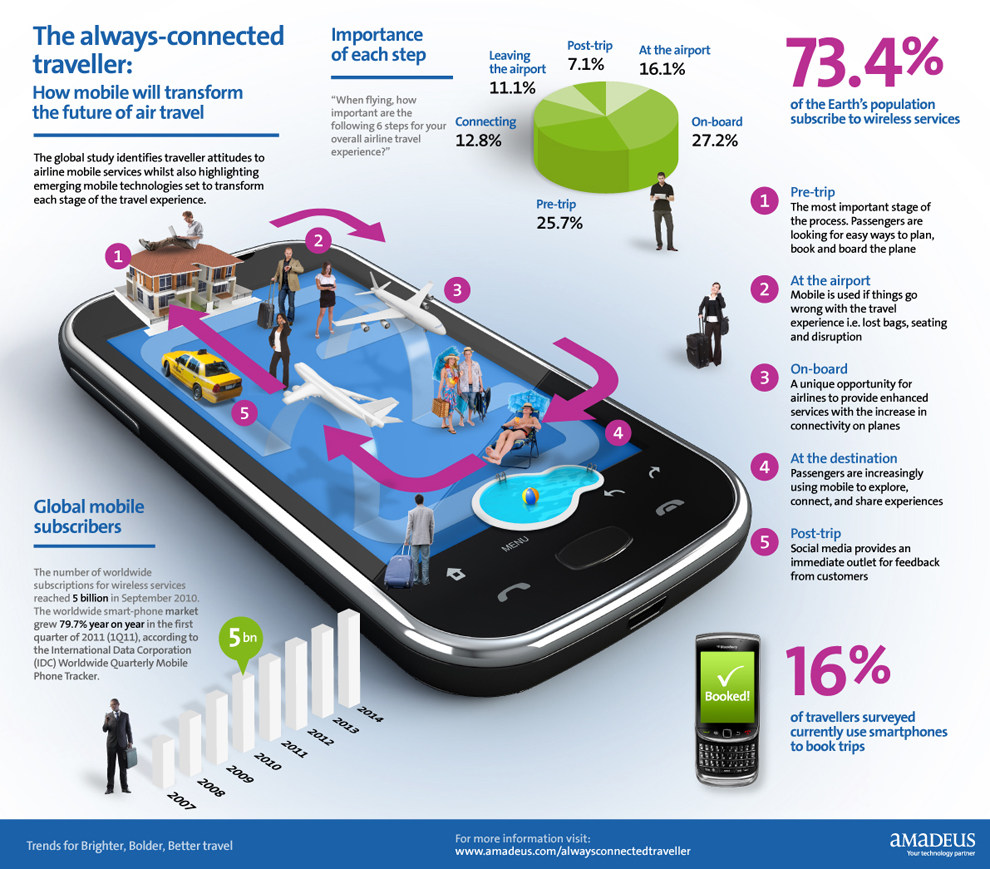 The always-connected
traveller:
How mobile will transform
the future of air travel
The global study identifies traveller attitudes to
airline mobile services whilst also highlighting
emerging mobile technologies set to transform
each stage of the travel experience.
Importance
of each step
“When flying, how
important are the
following 6 steps for your
overall airline travel
experience?”
Leaving
the airport
11.1%
Post-trip
7.1%
At the airport
16.1%
Connecting
12.8%
On-board
27.2%
Pre-trip
25.7%
73.4%
of the Earth’s population
subscribe to wireless services
1
Pre-trip
The most important stage of
the process. Passengers are
looking for easy ways to plan,
book and board the plane
2
At the airport
Mobile is used if things go
wrong with the travel
experience i.e. lost bags, seating
and disruption
3
On-board
A unique opportunity for
airlines to provide enhanced
services with the increase in
connectivity on planes
4
At the destination
Passengers are increasingly
using mobile to explore,
connect, and share experiences
5
Post-trip
Social media provides an
immediate outlet for feedback
from customers
1
2
3
4
5
MENU
Global mobile
subscribers
The number of worldwide
subscriptions for wireless services
reached 5 billion in September 2010.
The worldwide smart-phone market
grew 79.7% year on year in the first
quarter of 2011 (1Q11), according to
the International Data Corporation
(IDC) Worldwide Quarterly Mobile
Phone Tracker.
5bn
2007
2008
2009
2010
2011
2012
2013
2014
BlackBerry
Booked!
16%
of travellers surveyed
currently use smartphones
to book trips
Trends for Brighter, Bolder, Better travel
For more information visit:
www.amadeus.com/alwaysconnectedtraveller
aMaDEUS
Your technology partner